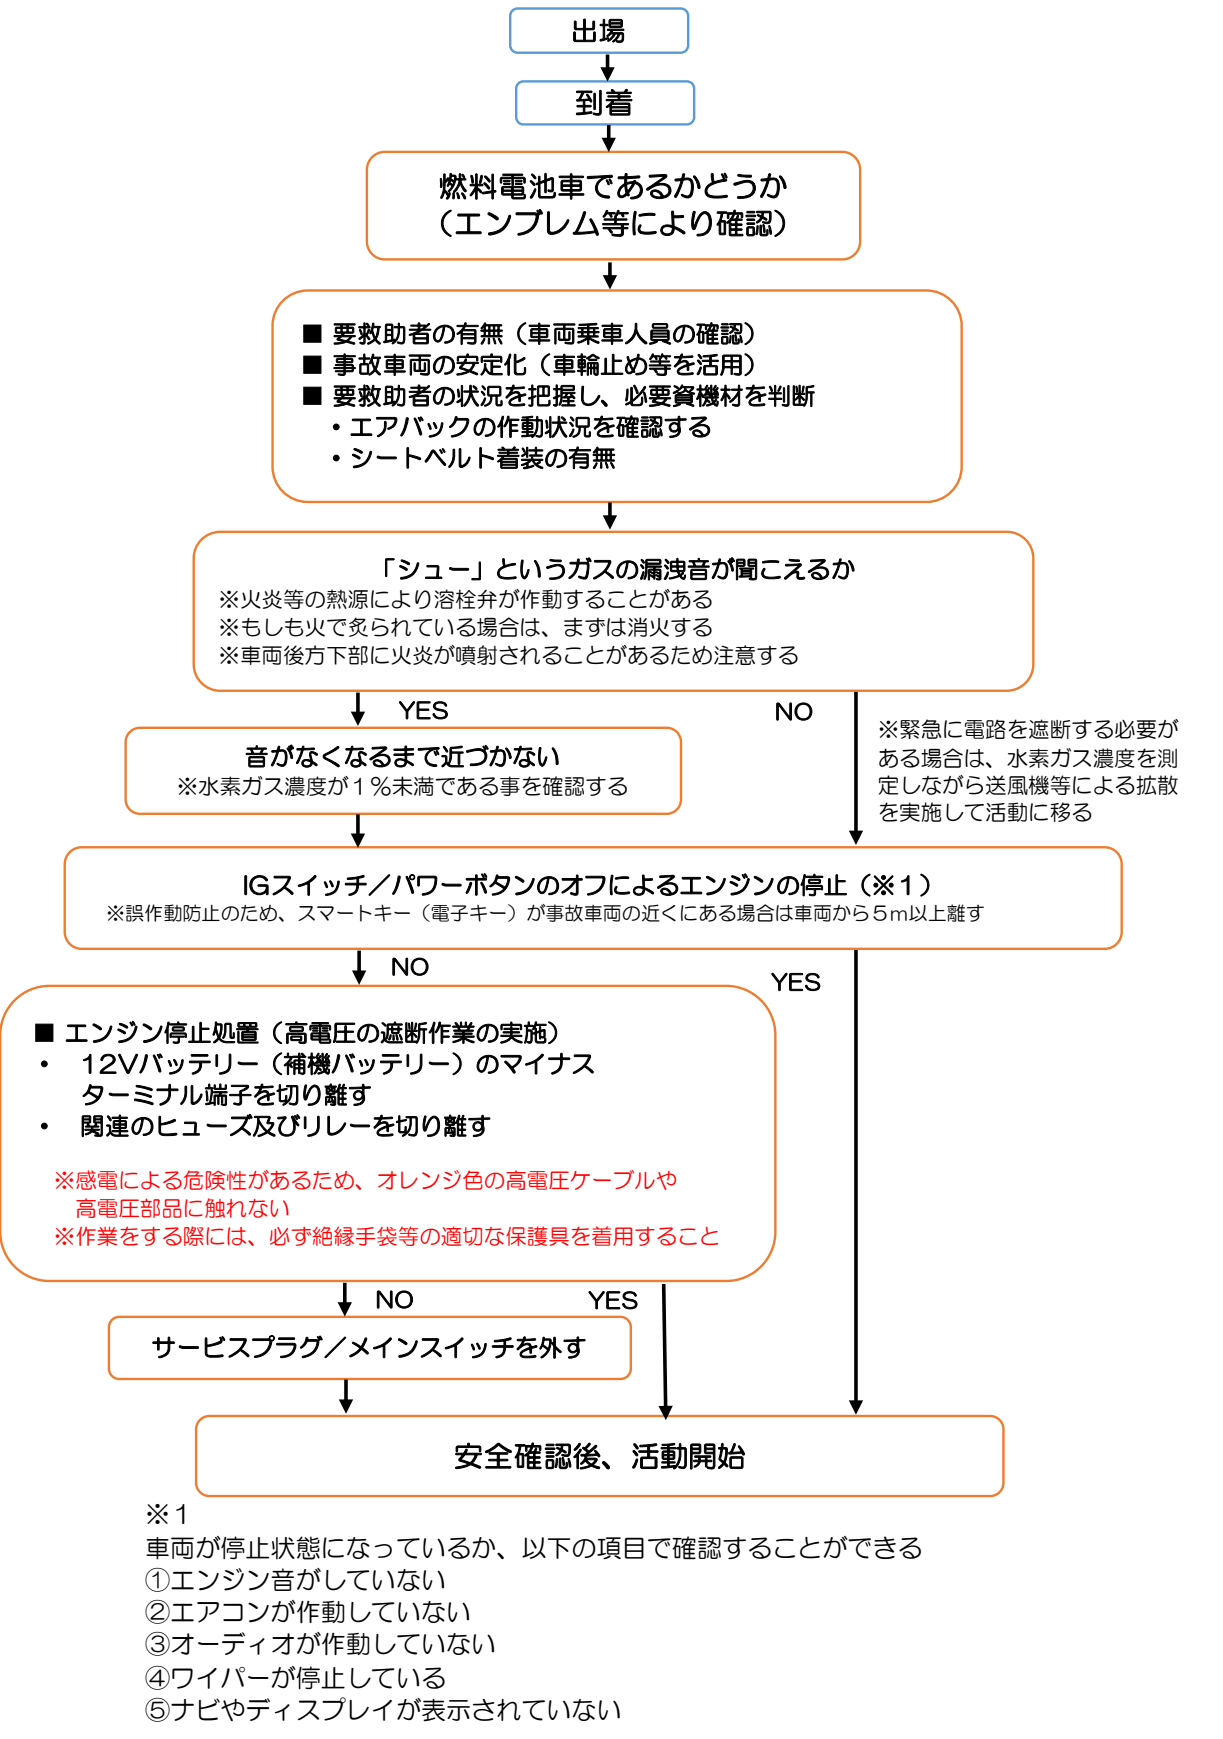 出場
到着
燃料電池車であるかどうか
（エンブレム等により確認）
■ 要救助者の有無（車両乗車人員の確認）
■ 事故車両の安定化（車輪止め等を活用）
■ 要救助者の状況を把握し、必要資機材を判断
・エアバックの作動状況を確認する
・シートベルト着装の有無
「シュー」というガスの漏洩音が聞こえるか
※火炎等の熱源により溶栓弁が作動することがある
※もしも火で炙られている場合は、まずは消火する
※車両後方下部に火炎が噴射されることがあるため注意する
YES
NO
音がなくなるまで近づかない
※水素ガス濃度が１％未満である事を確認する
※緊急に電路を遮断する必要が
ある場合は、水素ガス濃度を測
定しながら送風機等による拡散
を実施して活動に移る
IGスイッチ／パワーボタンのオフによるエンジンの停止（※１）
※誤作動防止のため、スマートキー（電子キー）が事故車両の近くにある場合は車両から５m以上離す
NO
YES
■ エンジン停止処置（高電圧の遮断作業の実施）
・ 12Vバッテリー（補機バッテリー）のマイナス
ターミナル端子を切り離す
・ 関連のヒューズ及びリレーを切り離す
※感電による危険性があるため、オレンジ色の高電圧ケーブルや
高電圧部品に触れない
※作業をする際には、必ず絶縁手袋等の適切な保護具を着用すること
NO
YES
サービスプラグ／メインスイッチを外す
安全確認後、活動開始
※１
車両が停止状態になっているか、以下の項目で確認することができる
①エンジン音がしていない
②エアコンが作動していない
③オーディオが作動していない
④ワイパーが停止している
⑤ナビやディスプレイが表示されていない